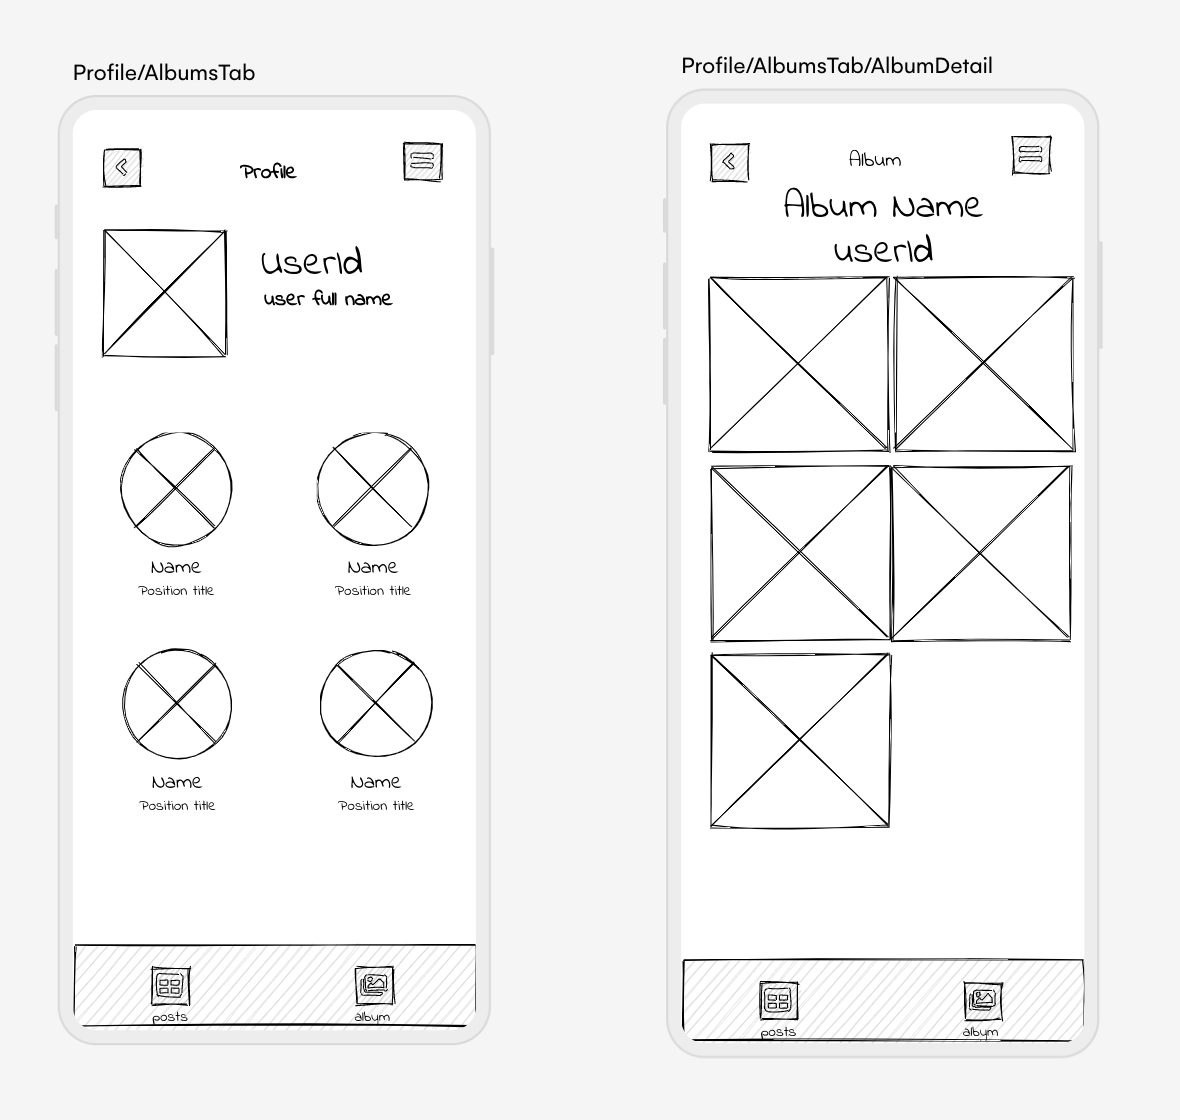 Profile/AlbumsTab
Profile
UserId
user full name
Name
Position title
Name
Position title
Name
Position title
Name
Position title
posts
album
Profile/AlbumsTab/AlbumDetail
Album
Album Name
userId
posts
album